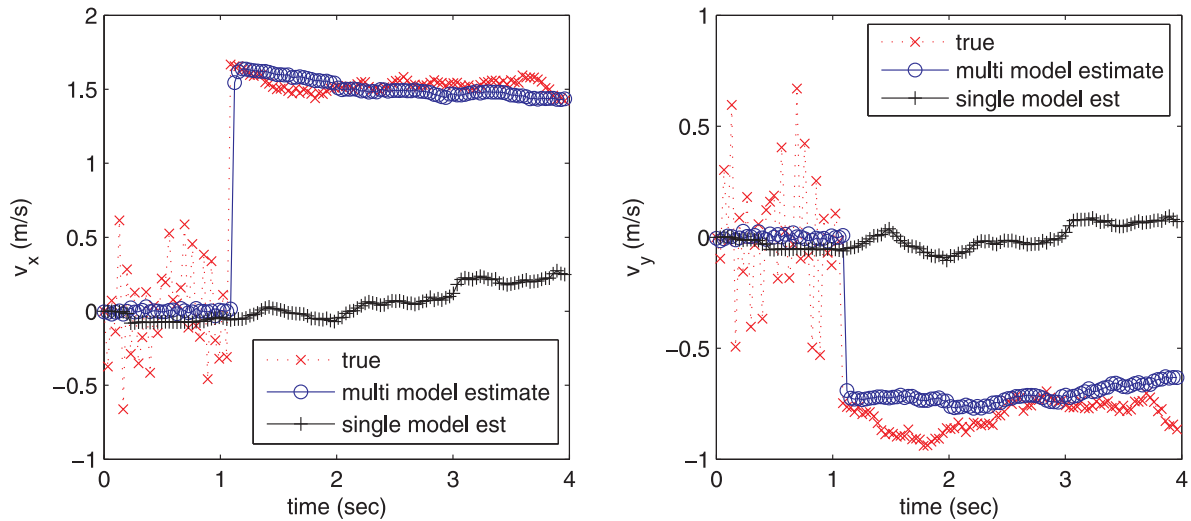 2
1.5
1
0.5
0
−0.5
−1
0
1
2
3
4
v_x (m/s)
time (sec)
true
multi model estimate
single model est
1
0.5
0
−0.5
−1
0
1
2
3
4
v_y (m/s)
time (sec)
true
multi model estimate
single model est